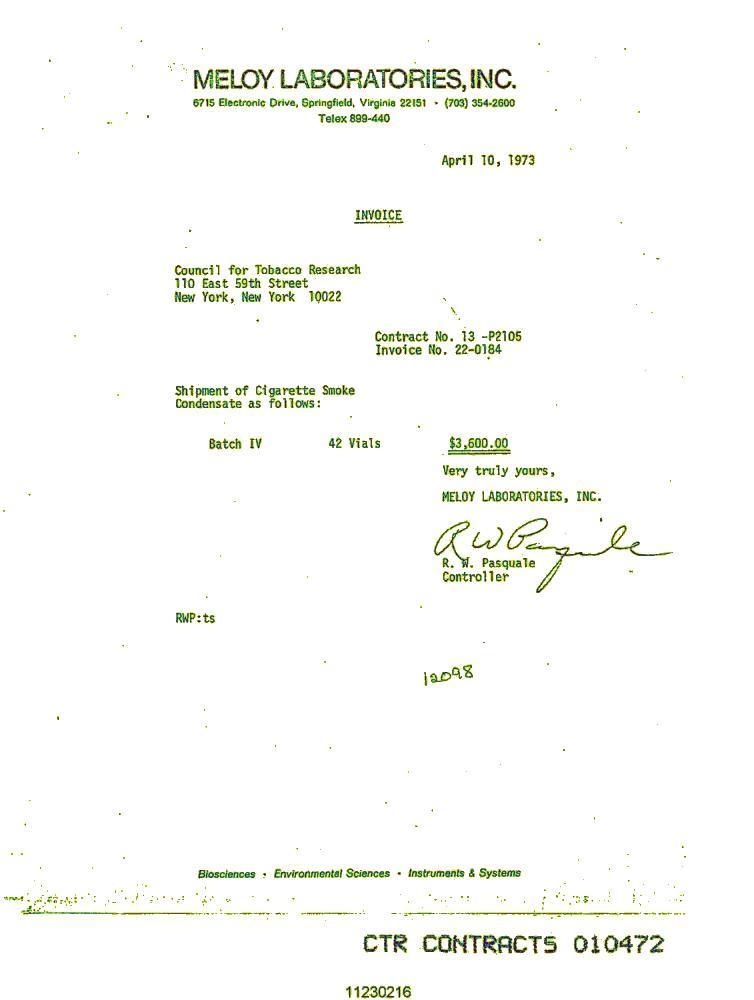 MELOY LABORATORIES, INC.
6715 Electronic Drive, Springfield, Virginia 22151 • (703) 354-2600
Telex 899-440
April 10, 1973
INVOICE
Council for Tobacco Research
110 East 59th Street
New York, New York 10022
Contract No. 13 -P2105
Invoice No. 22-0184
Shipment of Cigarette Smoke
Condensate as follows:
Batch IV 42 Vials $3,600.00
Very truly yours,
MELOY LABORATORIES, INC.
RW Pasquale
R. W. Pasquale
Controller
RWP:ts
12098
Biosciences • Environmental Sciences • Instruments & Systems
CTR CONTRACTS 010472
11230216